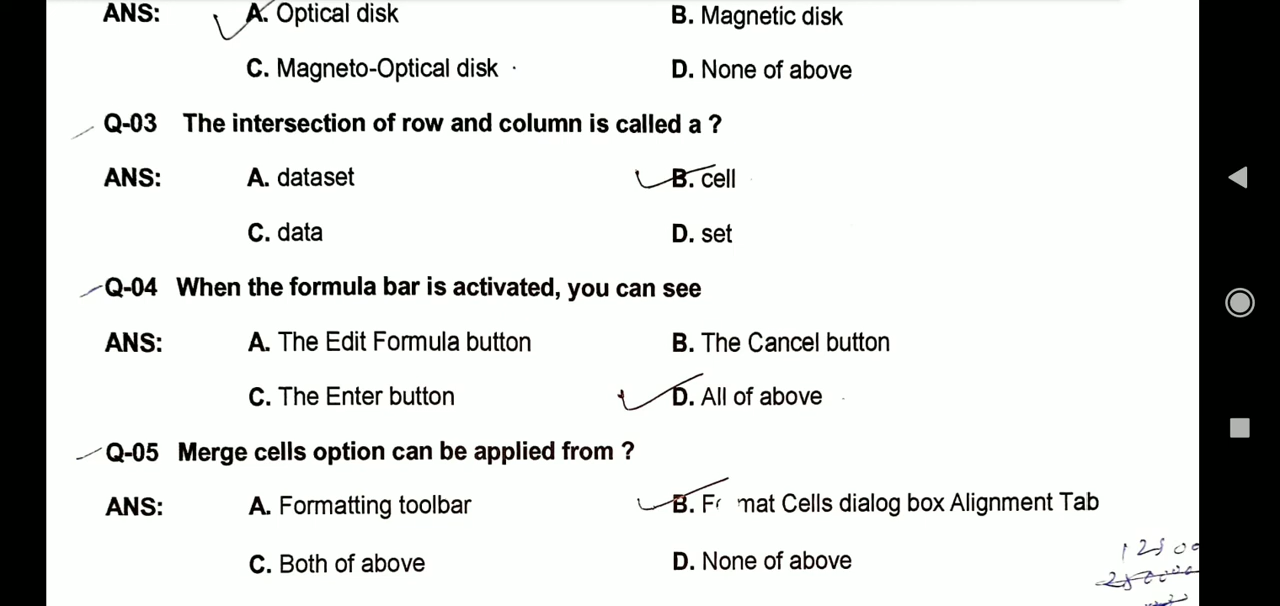 ANS: A. Optical disk B. Magnetic disk
C. Magneto-Optical disk D. None of above
Q-03 The intersection of row and column is called a ?
ANS: A. dataset B. cell
C. data D. set
Q-04 When the formula bar is activated, you can see
ANS: A. The Edit Formula button B. The Cancel button
C. The Enter button D. All of above
Q-05 Merge cells option can be applied from ?
ANS: A. Formatting toolbar B. Format Cells dialog box Alignment Tab
C. Both of above D. None of above